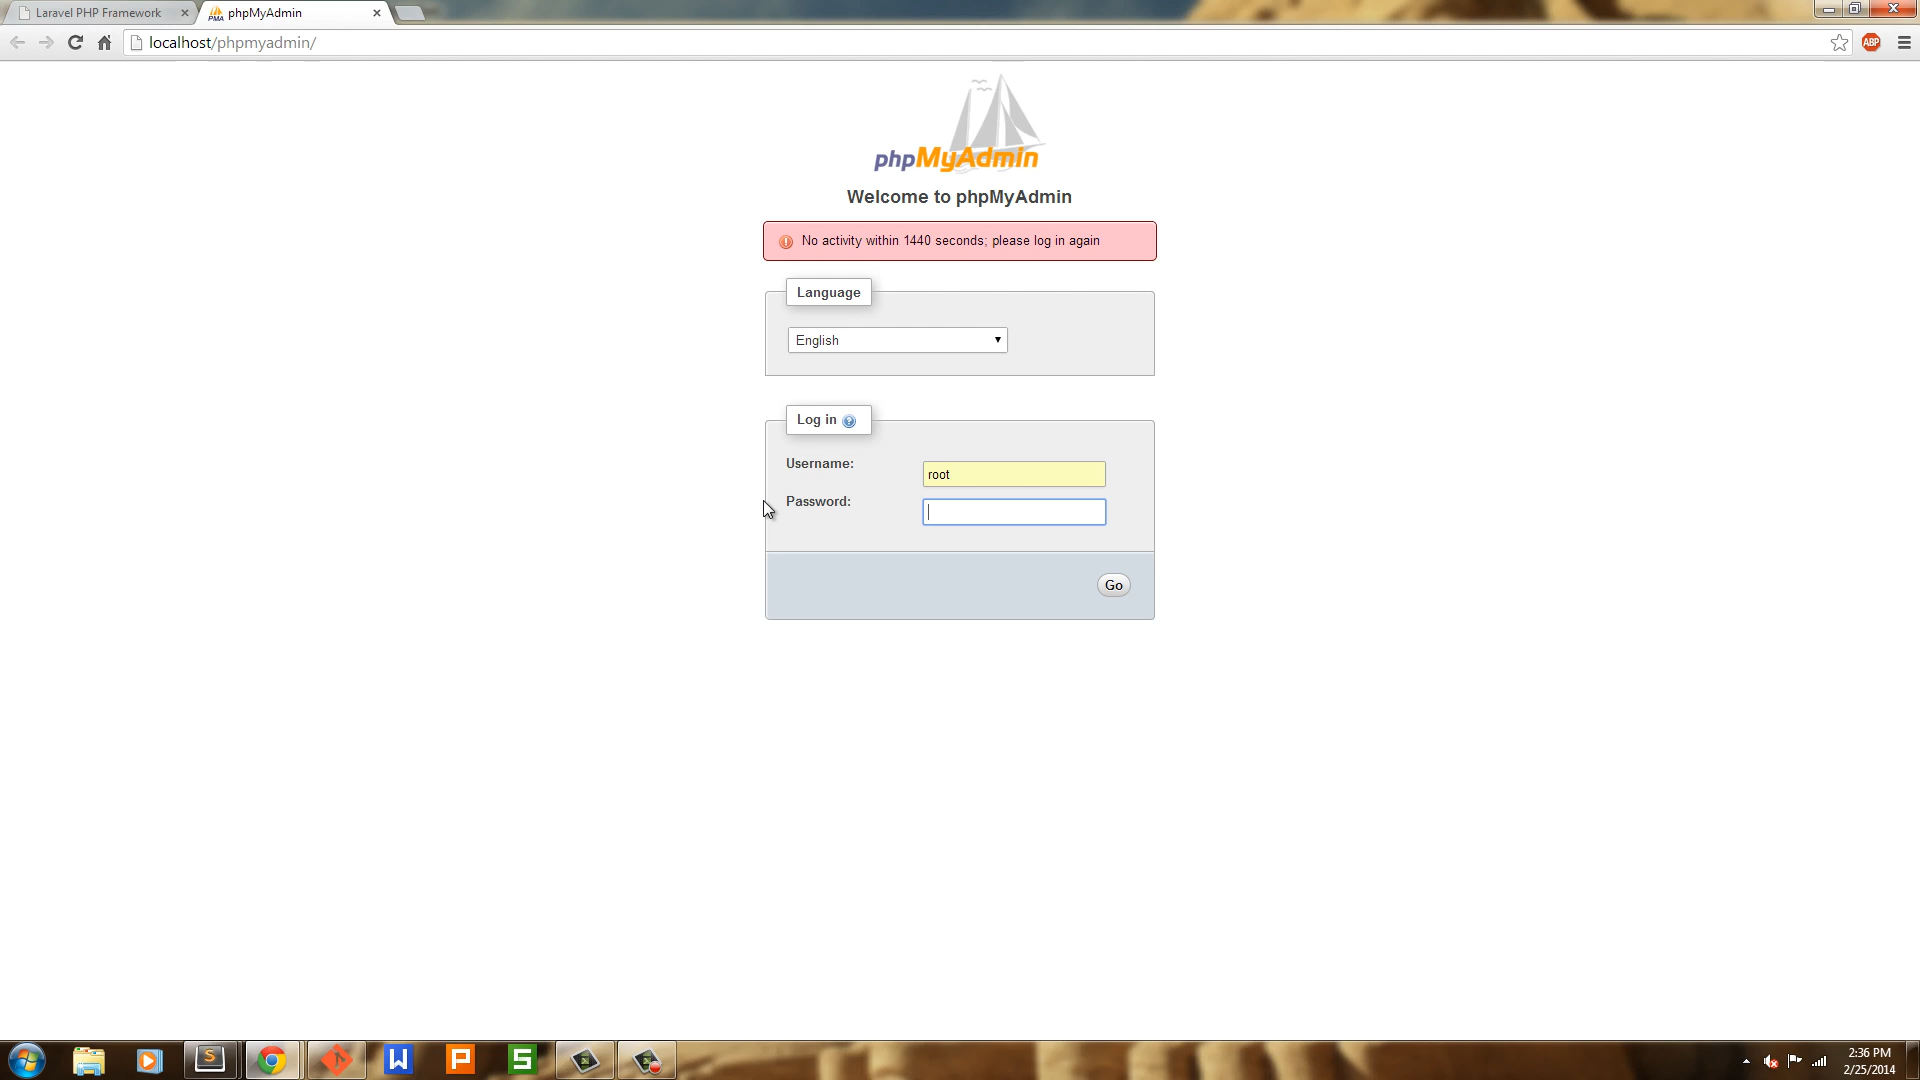 Laravel PHP Framework
phpMyAdmin
localhost/phpmyadmin/
ABP
phpMyAdmin
Welcome to phpMyAdmin
No activity within 1440 seconds; please log in again
Language
English
Log in
Username:
root
Password:
Go
2:36 PM
2/25/2014